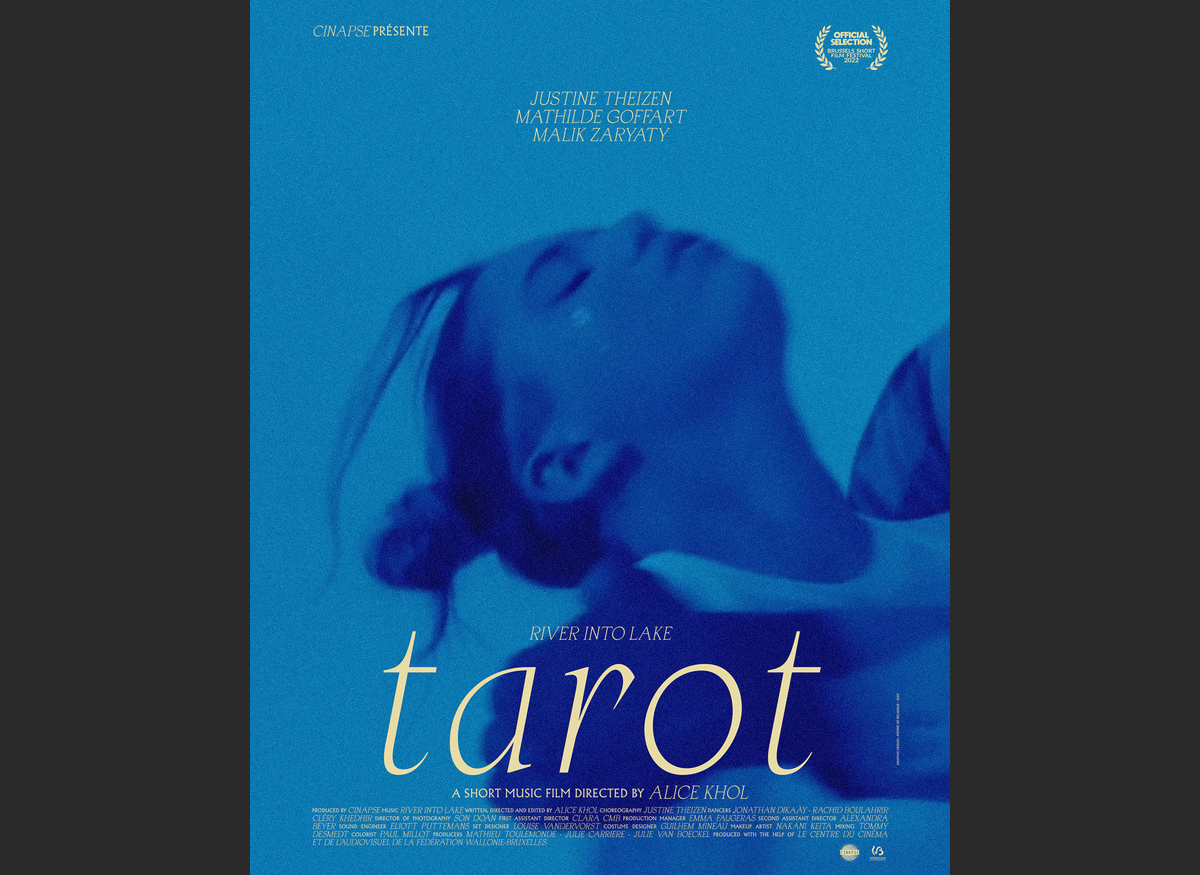 CINAPSE PRÉSENTE
OFFICIAL
SELECTION
BRUSSELS SHORT
FILM FESTIVAL
2022
JUSTINE THEIZEN
MATHILDE GOFFART
MALIK ZARYATY
RIVER INTO LAKE
tarot
A SHORT MUSIC FILM DIRECTED BY ALICE KHOL
PRODUCED BY CINAPSE MUSIC RIVER INTO LAKE WRITTEN, DIRECTED AND EDITED BY ALICE KHOL CHOREOGRAPHY JUSTINE THEIZEN DANCERS JONATHAN DIKAÀY - RACHID BOULAHRIR
CLÉRY KHEDHIR DIRECTOR OF PHOTOGRAPHY SON DOAN FIRST ASSISTANT DIRECTOR CLARA CMB PRODUCTION MANAGER EMMA FAUGERAS SECOND ASSISTANT DIRECTOR ALEXANDRA
BEYER SOUND ENGINEER ELIOTT PUTTEMANS SET DESIGNER LOUISE VANDERVORST COSTUME DESIGNER GUILHEM MINEAU MAKEUP ARTIST NAKANI KEITA MIXING TOMMY
DESMEDT COLORIST PAUL MILLOT PRODUCERS MATHIEU TOULEMONDE - JULIE CARRIÈRE - JULIE VAN BOECKEL PRODUCED WITH THE HELP OF LE CENTRE DU CINÉMA
ET DE L'AUDIOVISUEL DE LA FÉDÉRATION WALLONIE-BRUXELLES
CINAPSE